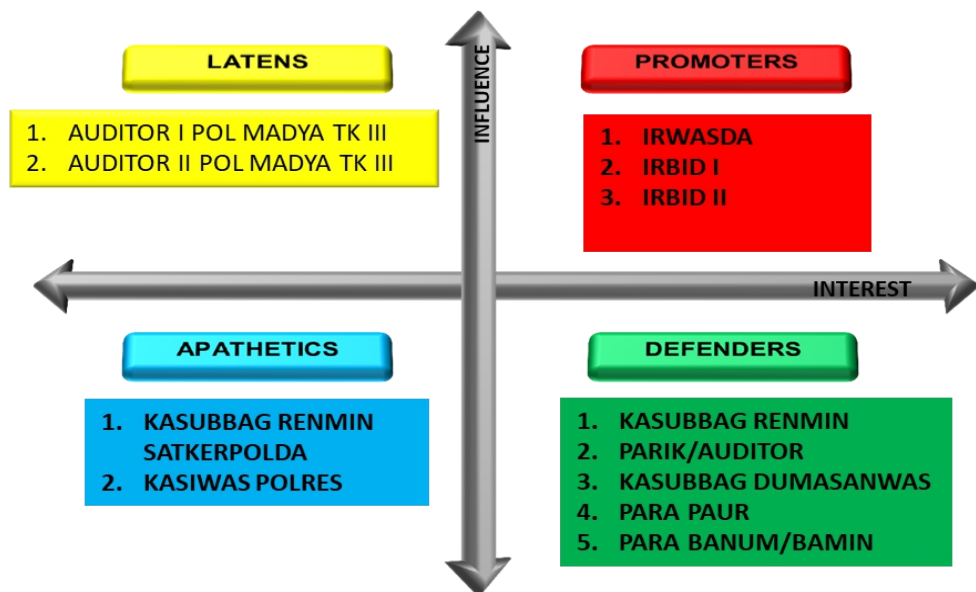 LATENS
1. AUDITOR I POL MADYA TK III
2. AUDITOR II POL MADYA TK III
INFLUENCE
PROMOTERS
1. IRWASDA
2. IRBID I
3. IRBID II
INTEREST
APATHETICS
1. KASUBBAG RENMIN
SATKERPOLDA
2. KASIWAS POLRES
DEFENDERS
1. KASUBBAG RENMIN
2. PARIK/AUDITOR
3. KASUBBAG DUMASANWAS
4. PARA PAUR
5. PARA BANUM/BAMIN